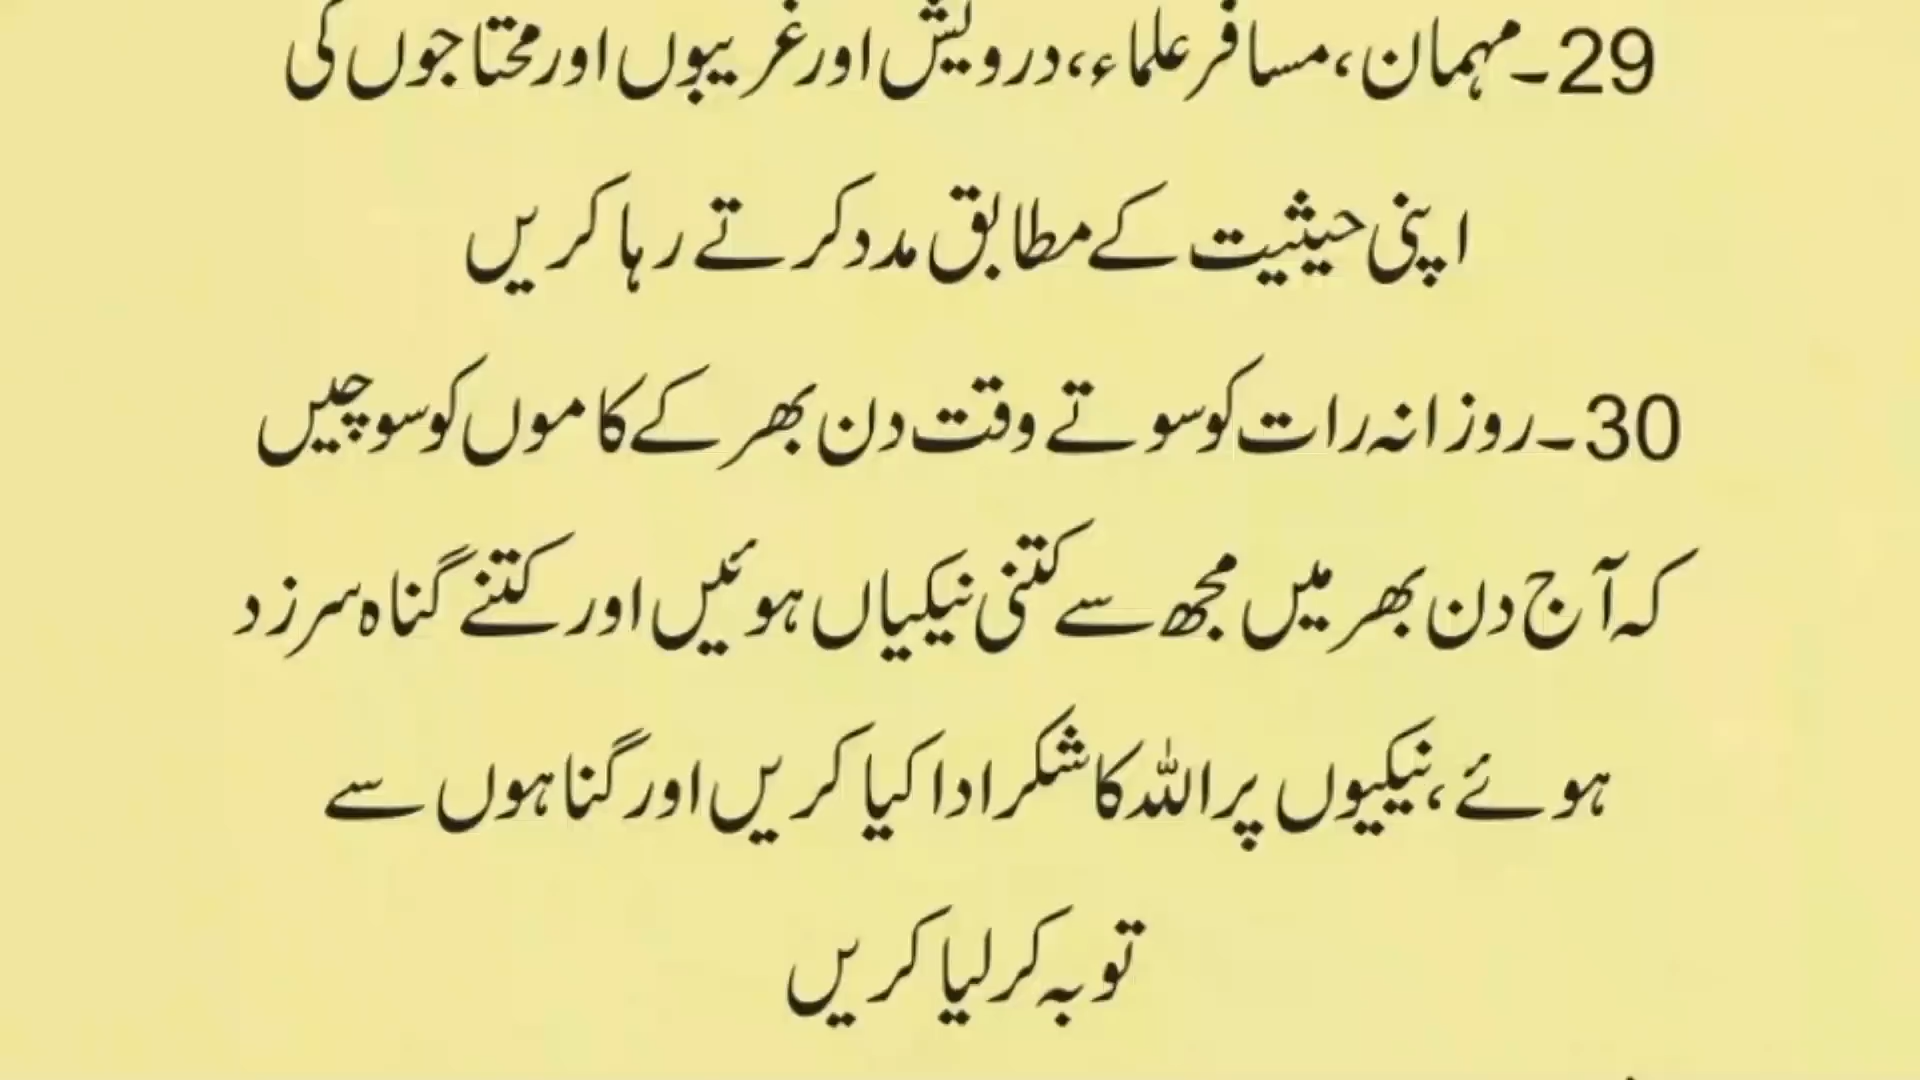 29۔مہمان، مسافر علماء، درویش اور غریبوں اور محتاجوں کی
اپنی حیثیت کے مطابق مدد کرتے رہا کریں
30۔روزانہ رات کو سوتے وقت دن بھر کے کاموں کو سوچیں
کہ آج دن بھر میں مجھ سے کتنی نیکیاں ہوئیں اور کتنے گناہ سرزد
ہوئے، نیکیوں پر اللہ کا شکر ادا کیا کریں اور گناہوں سے
توبہ کر لیا کریں